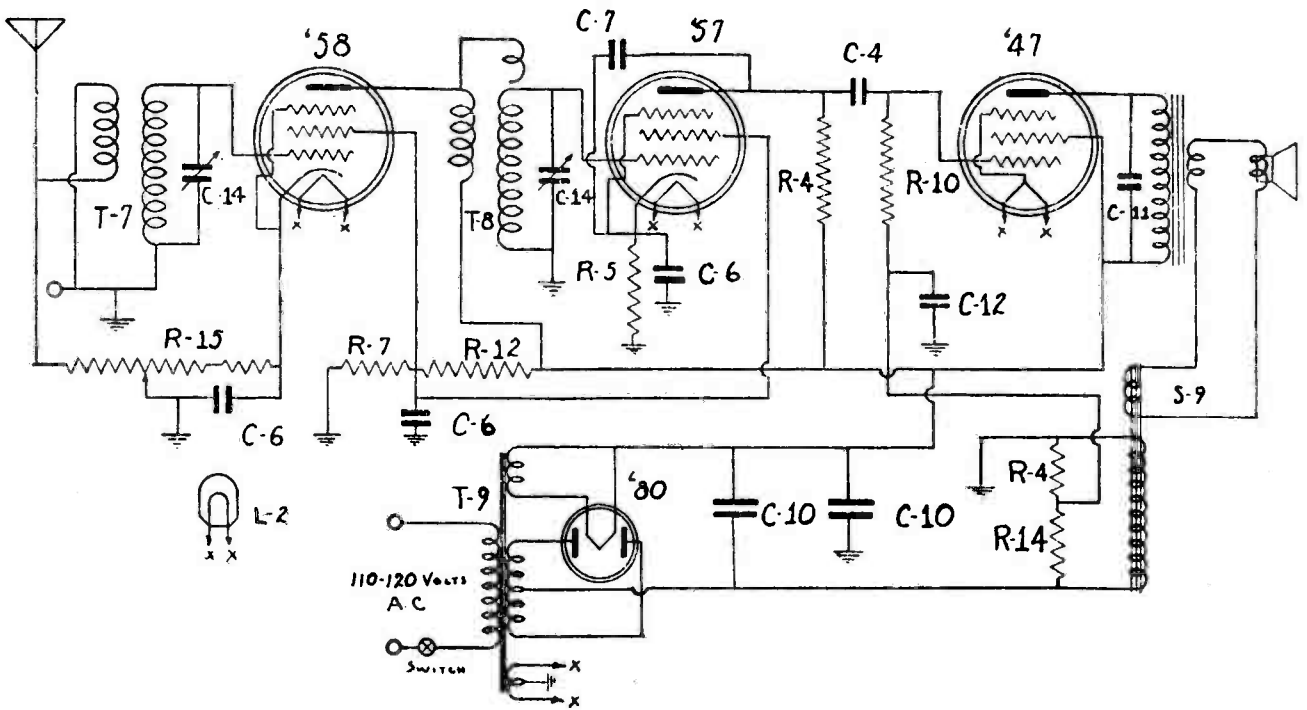 '58
C-7
'57
C-4
'47
T-7
C-14
T-8
C-14
R-4
R-10
C-11
R-5
C-6
C-12
R-15
R-7
R-12
S-9
C-6
C-6
R-4
L-2
x x
T-9
'80
C-10
C-10
R-14
110-120 VOLTS
A.C
SWITCH
x
x
x x
x x
x x